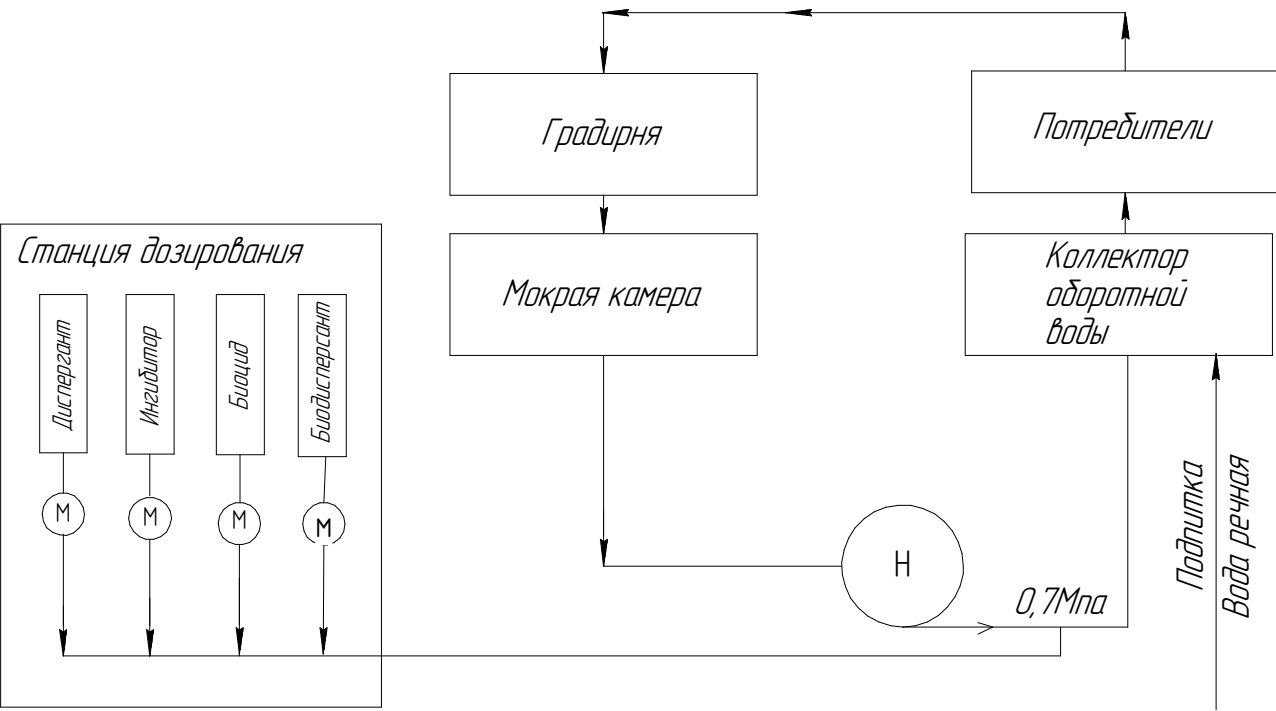 Градирня
Потребители
Станция дозирования
Мокрая камера
Коллектор
оборотной
воды
Диспергант
Ингибитор
Биоцид
Биодисперсант
М
М
М
М
Н
0,7Мпа
Подпитка
Вода речная